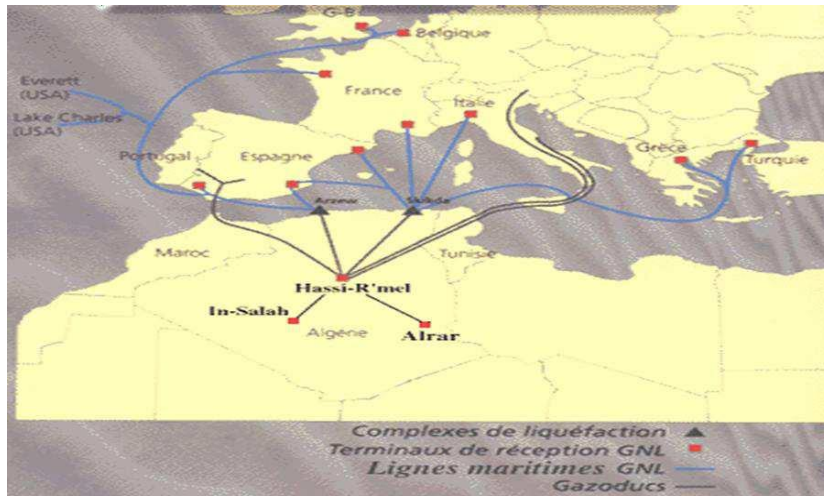 G-B
Belgique
Everett
(USA)
France
Lake Charles
(USA)
Italie
Portugal
Espagne
Grèce
Turquie
Arzew
Skikda
Maroc
Tunisie
Hassi-R'mel
In-Salah
Algérie
Alrar
Complexes de liquéfaction
Terminaux de réception GNL
Lignes maritimes GNL
Gazoducs